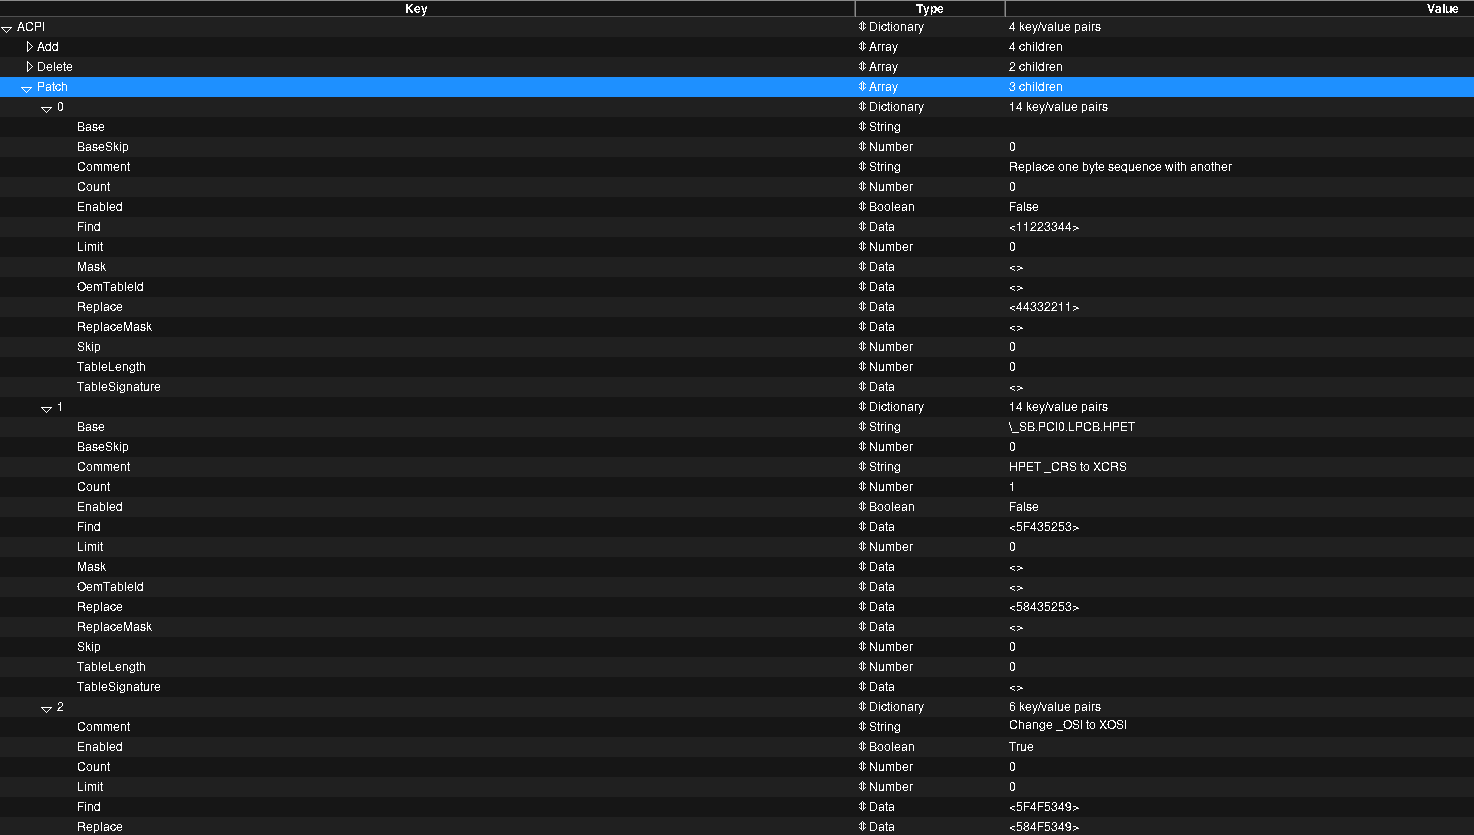 Key Type Value
ACPI Dictionary 4 key/value pairs
Add Array 4 children
Delete Array 2 children
Patch Array 3 children
0 Dictionary 14 key/value pairs
Base String
BaseSkip Number 0
Comment String Replace one byte sequence with another
Count Number 0
Enabled Boolean False
Find Data <11223344>
Limit Number 0
Mask Data <>
OemTableId Data <>
Replace Data <44332211>
ReplaceMask Data <>
Skip Number 0
TableLength Number 0
TableSignature Data <>
1 Dictionary 14 key/value pairs
Base String \_SB.PCI0.LPCB.HPET
BaseSkip Number 0
Comment String HPET _CRS to XCRS
Count Number 1
Enabled Boolean False
Find Data <5F435253>
Limit Number 0
Mask Data <>
OemTableId Data <>
Replace Data <58435253>
ReplaceMask Data <>
Skip Number 0
TableLength Number 0
TableSignature Data <>
2 Dictionary 6 key/value pairs
Comment String Change _OSI to XOSI
Enabled Boolean True
Count Number 0
Limit Number 0
Find Data <5F4F5349>
Replace Data <584F5349>